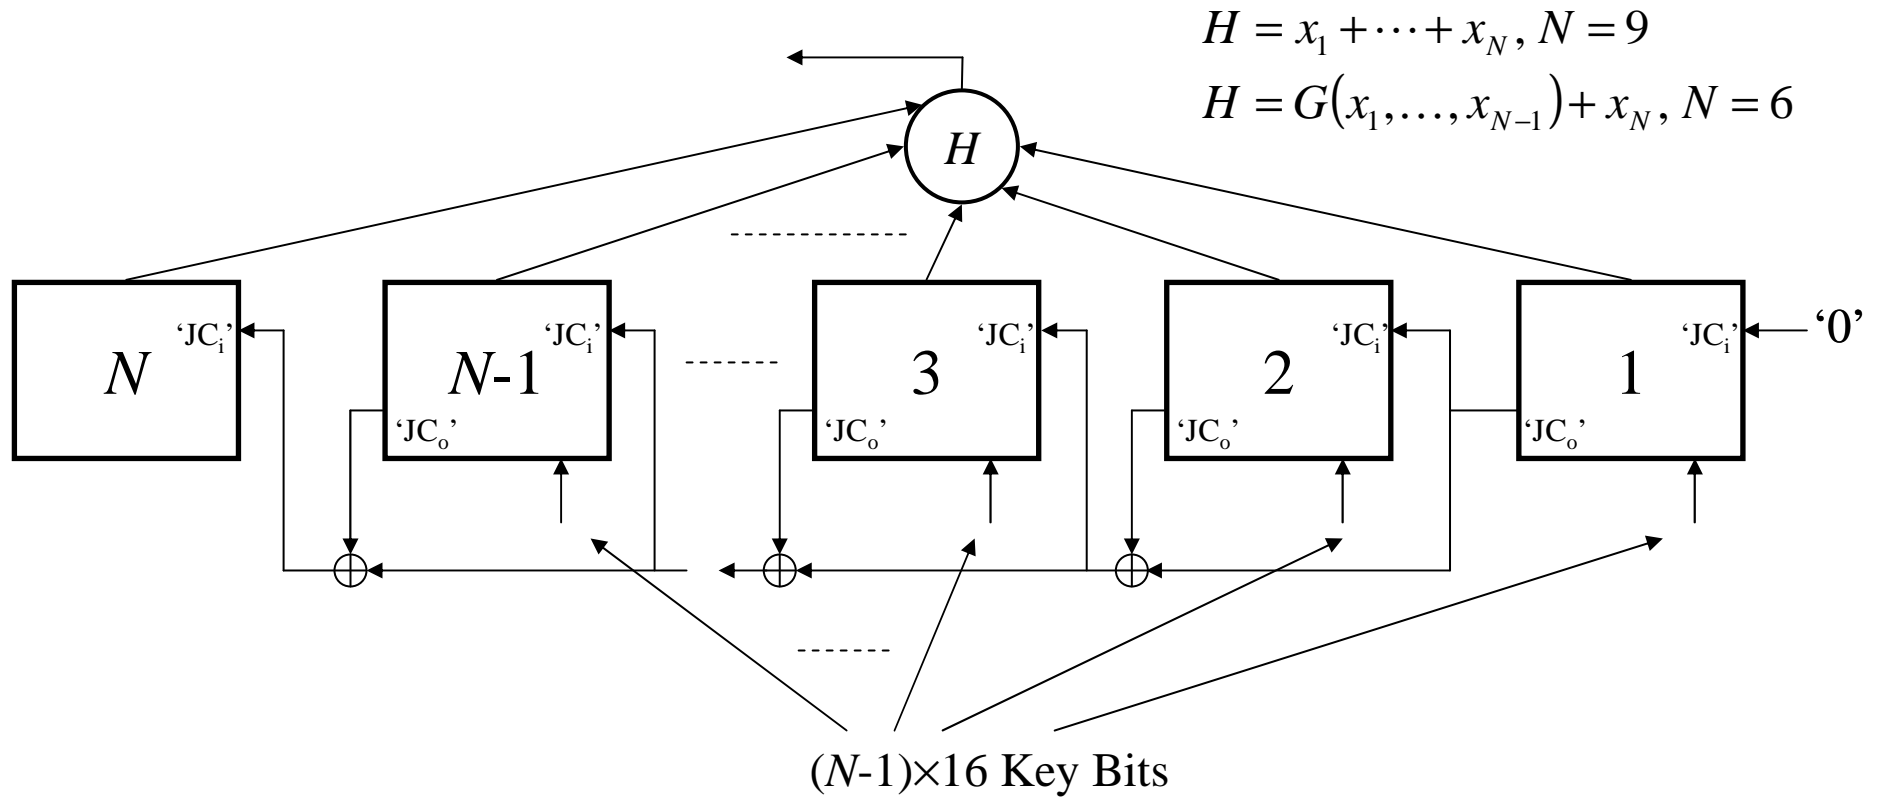 H = x₁ + ⋯ + x_N, N = 9
H = G(x₁, …, x_{N−1}) + x_N, N = 6
H
'JCᵢ' 'JCᵢ' 'JCᵢ' 'JCᵢ' 'JCᵢ' '0'
N N-1 3 2 1
'JCₒ' 'JCₒ' 'JCₒ' 'JCₒ'
(N-1)×16 Key Bits